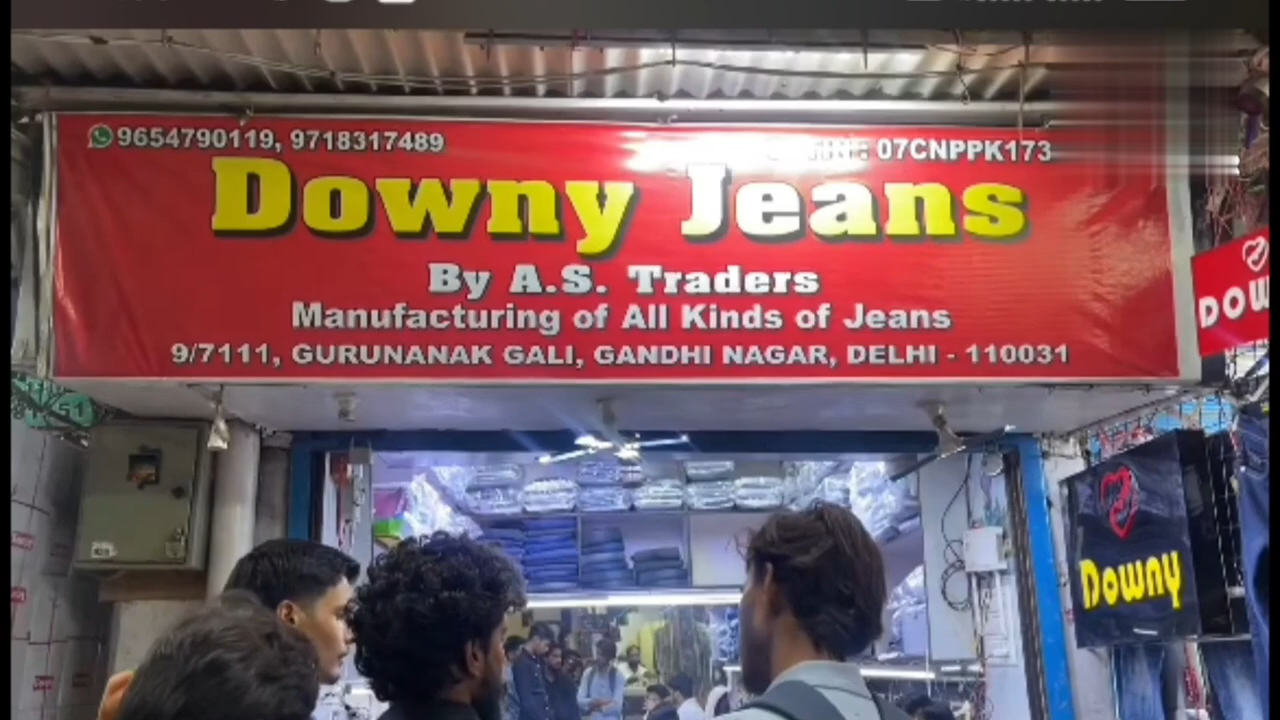 9654790119, 9718317489
07CNPPK173
Downy Jeans
By A.S. Traders
Manufacturing of All Kinds of Jeans
9/7111, GURUNANAK GALI, GANDHI NAGAR, DELHI - 110031
Downy